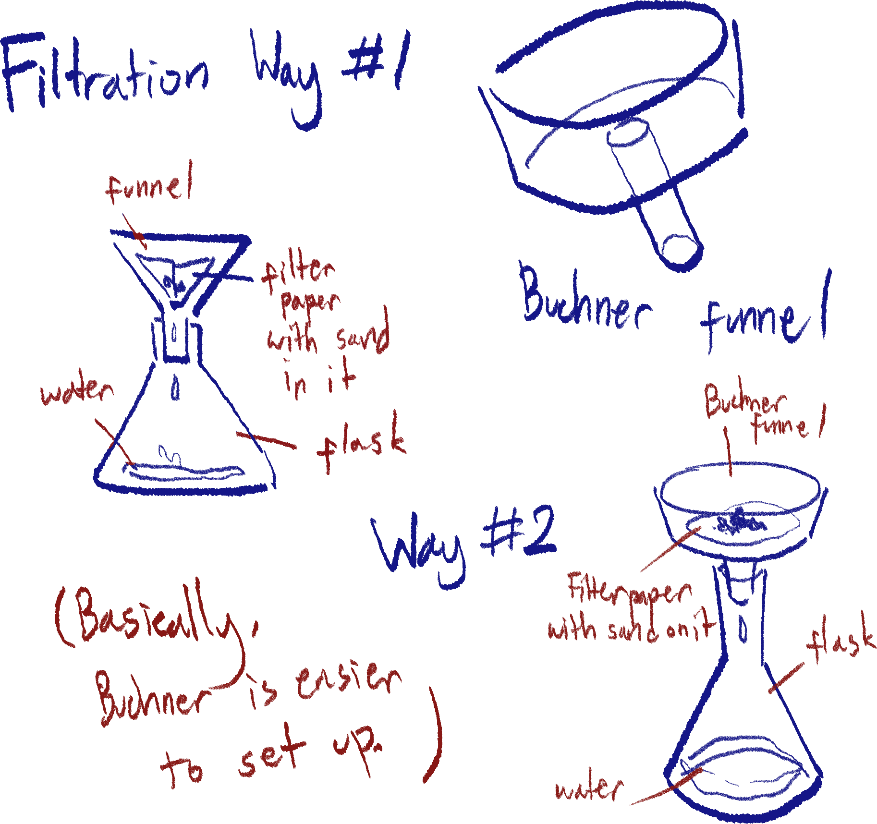 Filtration Way #1
funnel
filter
paper
with sand
in it
water
flask
Buchner funnel
Way #2
Buchner
funnel
Filterpaper
with sand on it
flask
water
(Basically,
Buchner is easier
to set up.)